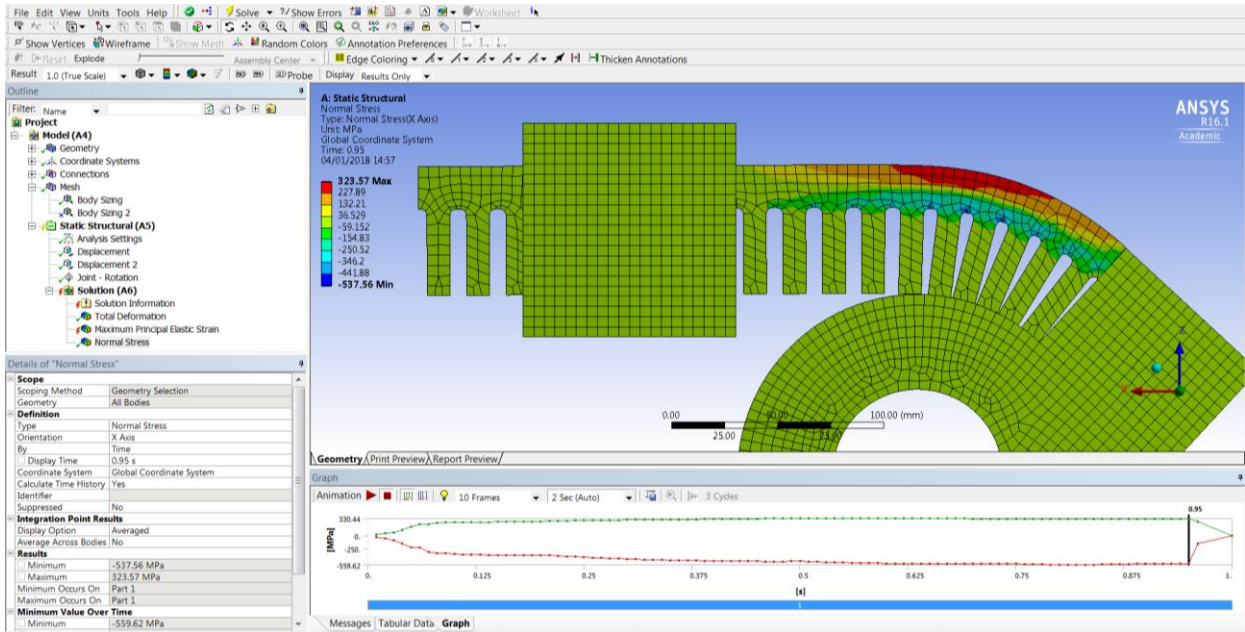 File Edit View Units Tools Help Solve ?/Show Errors Worksheet
Show Vertices Wireframe Show Mesh Random Colors Annotation Preferences
Reset Explode Assembly Center Edge Coloring Thicken Annotations
Result 1.0 (True Scale) Probe Display Results Only
Outline
Filter: Name
Project
Model (A4)
Geometry
Coordinate Systems
Connections
Mesh
Body Sizing
Body Sizing 2
Static Structural (A5)
Analysis Settings
Displacement
Displacement 2
Joint - Rotation
Solution (A6)
Solution Information
Total Deformation
Maximum Principal Elastic Strain
Normal Stress
Details of "Normal Stress"
Scope
Scoping Method Geometry Selection
Geometry All Bodies
Definition
Type Normal Stress
Orientation X Axis
By Time
Display Time 0.95 s
Coordinate System Global Coordinate System
Calculate Time History Yes
Identifier
Suppressed No
Integration Point Results
Display Option Averaged
Average Across Bodies No
Results
Minimum -537.56 MPa
Maximum 323.57 MPa
Minimum Occurs On Part 1
Maximum Occurs On Part 1
Minimum Value Over Time
Minimum -559.62 MPa
A: Static Structural
Normal Stress
Type: Normal Stress(X Axis)
Unit: MPa
Global Coordinate System
Time: 0.95
04/01/2018 14:57
323.57 Max
227.89
132.21
36.529
-59.152
-154.83
-250.52
-346.2
-441.88
-537.56 Min
ANSYS
R16.1
Academic
X
0.00 50.00 100.00 (mm)
25.00 75.00
Geometry Print Preview Report Preview
Graph
Animation 10 Frames 2 Sec (Auto) 3 Cycles
0.95
330.44
0.
-250.
-559.62
[MPa]
0. 0.125 0.25 0.375 0.5 0.625 0.75 0.875 1.
[s]
1
Messages Tabular Data Graph